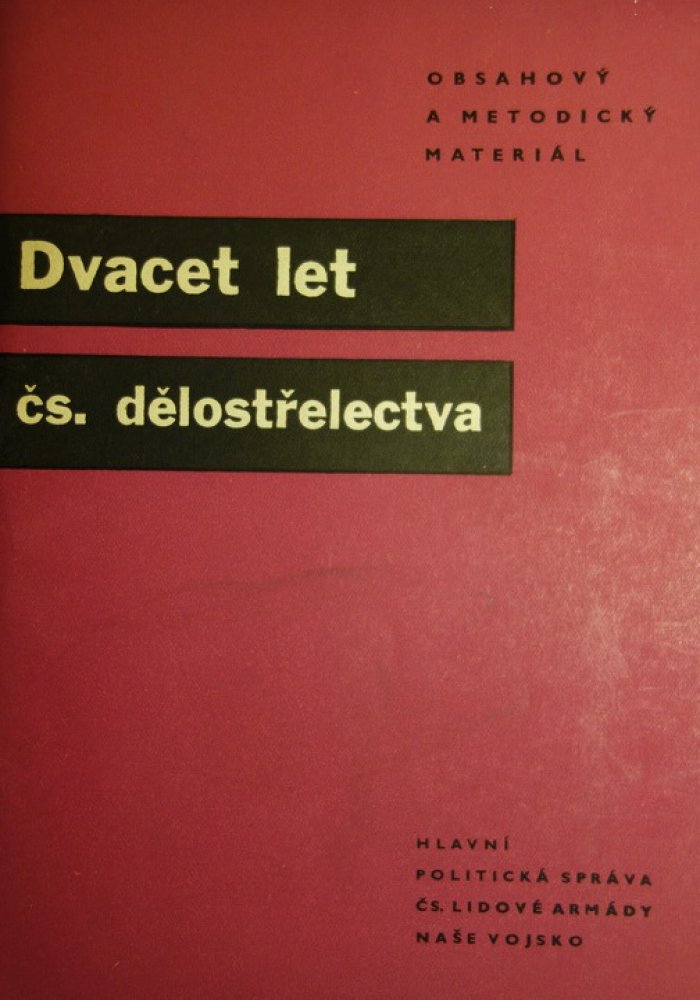 OBSAHOVÝ
A METODICKÝ
MATERIÁL
Dvacet let
čs. dělostřelectva
HLAVNÍ
POLITICKÁ SPRÁVA
ČS. LIDOVÉ ARMÁDY
NAŠE VOJSKO